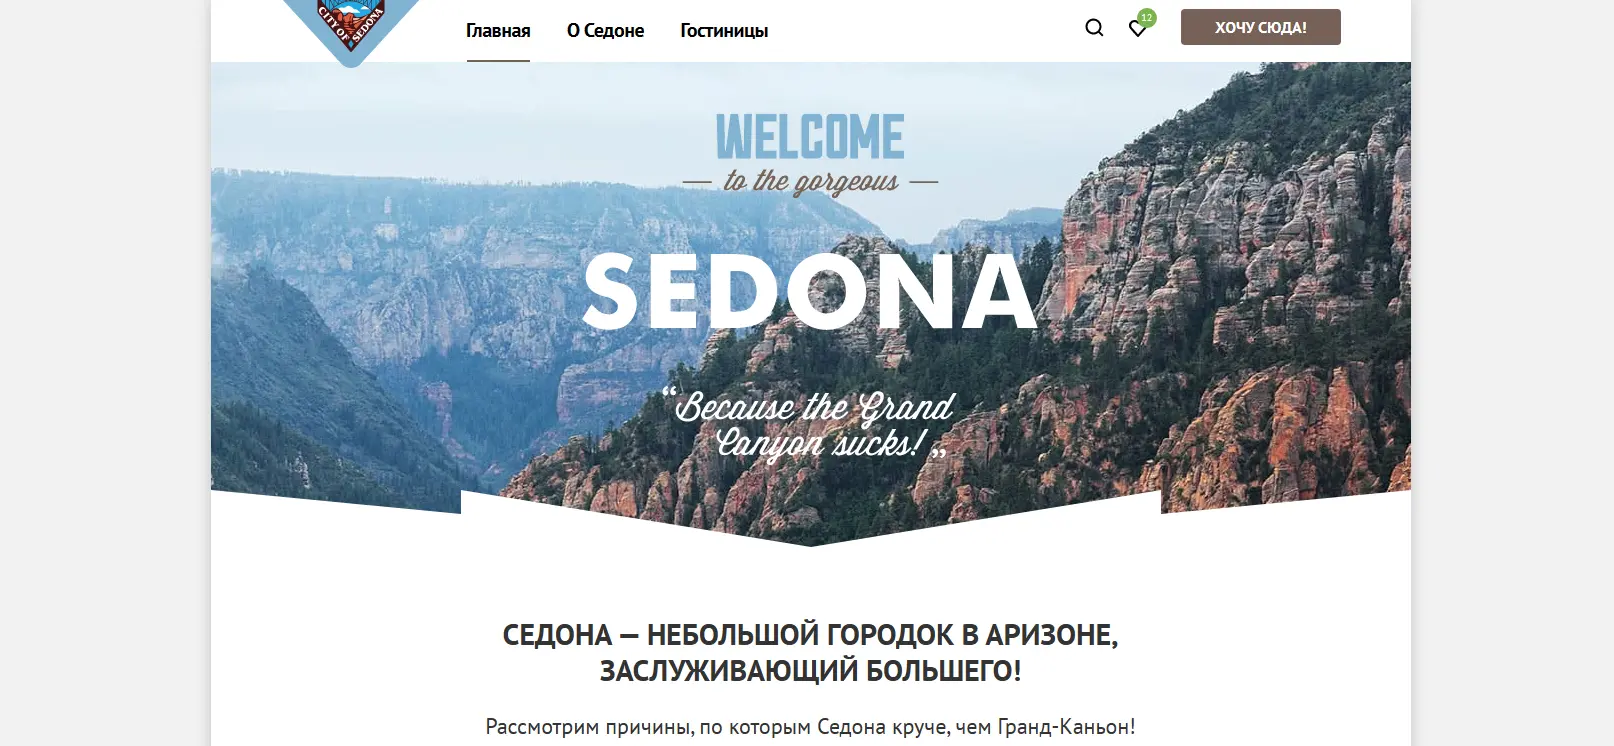 CITY OF SEDONA
Главная
О Седоне
Гостиницы
12
ХОЧУ СЮДА!
WELCOME
— to the gorgeous —
SEDONA
“Because the Grand
Canyon sucks! „
СЕДОНА — НЕБОЛЬШОЙ ГОРОДОК В АРИЗОНЕ,
ЗАСЛУЖИВАЮЩИЙ БОЛЬШЕГО!
Рассмотрим причины, по которым Седона круче, чем Гранд-Каньон!